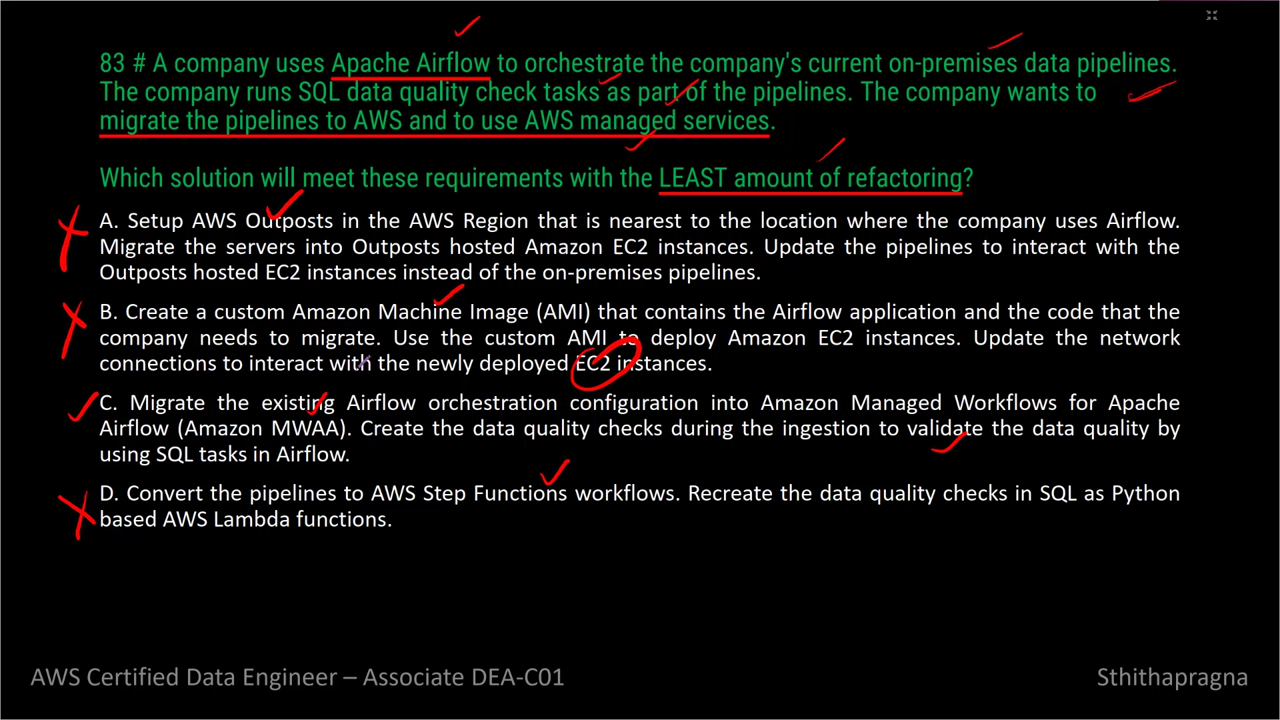 83 # A company uses Apache Airflow to orchestrate the company's current on-premises data pipelines.
The company runs SQL data quality check tasks as part of the pipelines. The company wants to
migrate the pipelines to AWS and to use AWS managed services.
Which solution will meet these requirements with the LEAST amount of refactoring?
A. Setup AWS Outposts in the AWS Region that is nearest to the location where the company uses Airflow.
Migrate the servers into Outposts hosted Amazon EC2 instances. Update the pipelines to interact with the
Outposts hosted EC2 instances instead of the on-premises pipelines.
B. Create a custom Amazon Machine Image (AMI) that contains the Airflow application and the code that the
company needs to migrate. Use the custom AMI to deploy Amazon EC2 instances. Update the network
connections to interact with the newly deployed EC2 instances.
C. Migrate the existing Airflow orchestration configuration into Amazon Managed Workflows for Apache
Airflow (Amazon MWAA). Create the data quality checks during the ingestion to validate the data quality by
using SQL tasks in Airflow.
D. Convert the pipelines to AWS Step Functions workflows. Recreate the data quality checks in SQL as Python
based AWS Lambda functions.
AWS Certified Data Engineer – Associate DEA-C01
Sthithapragna